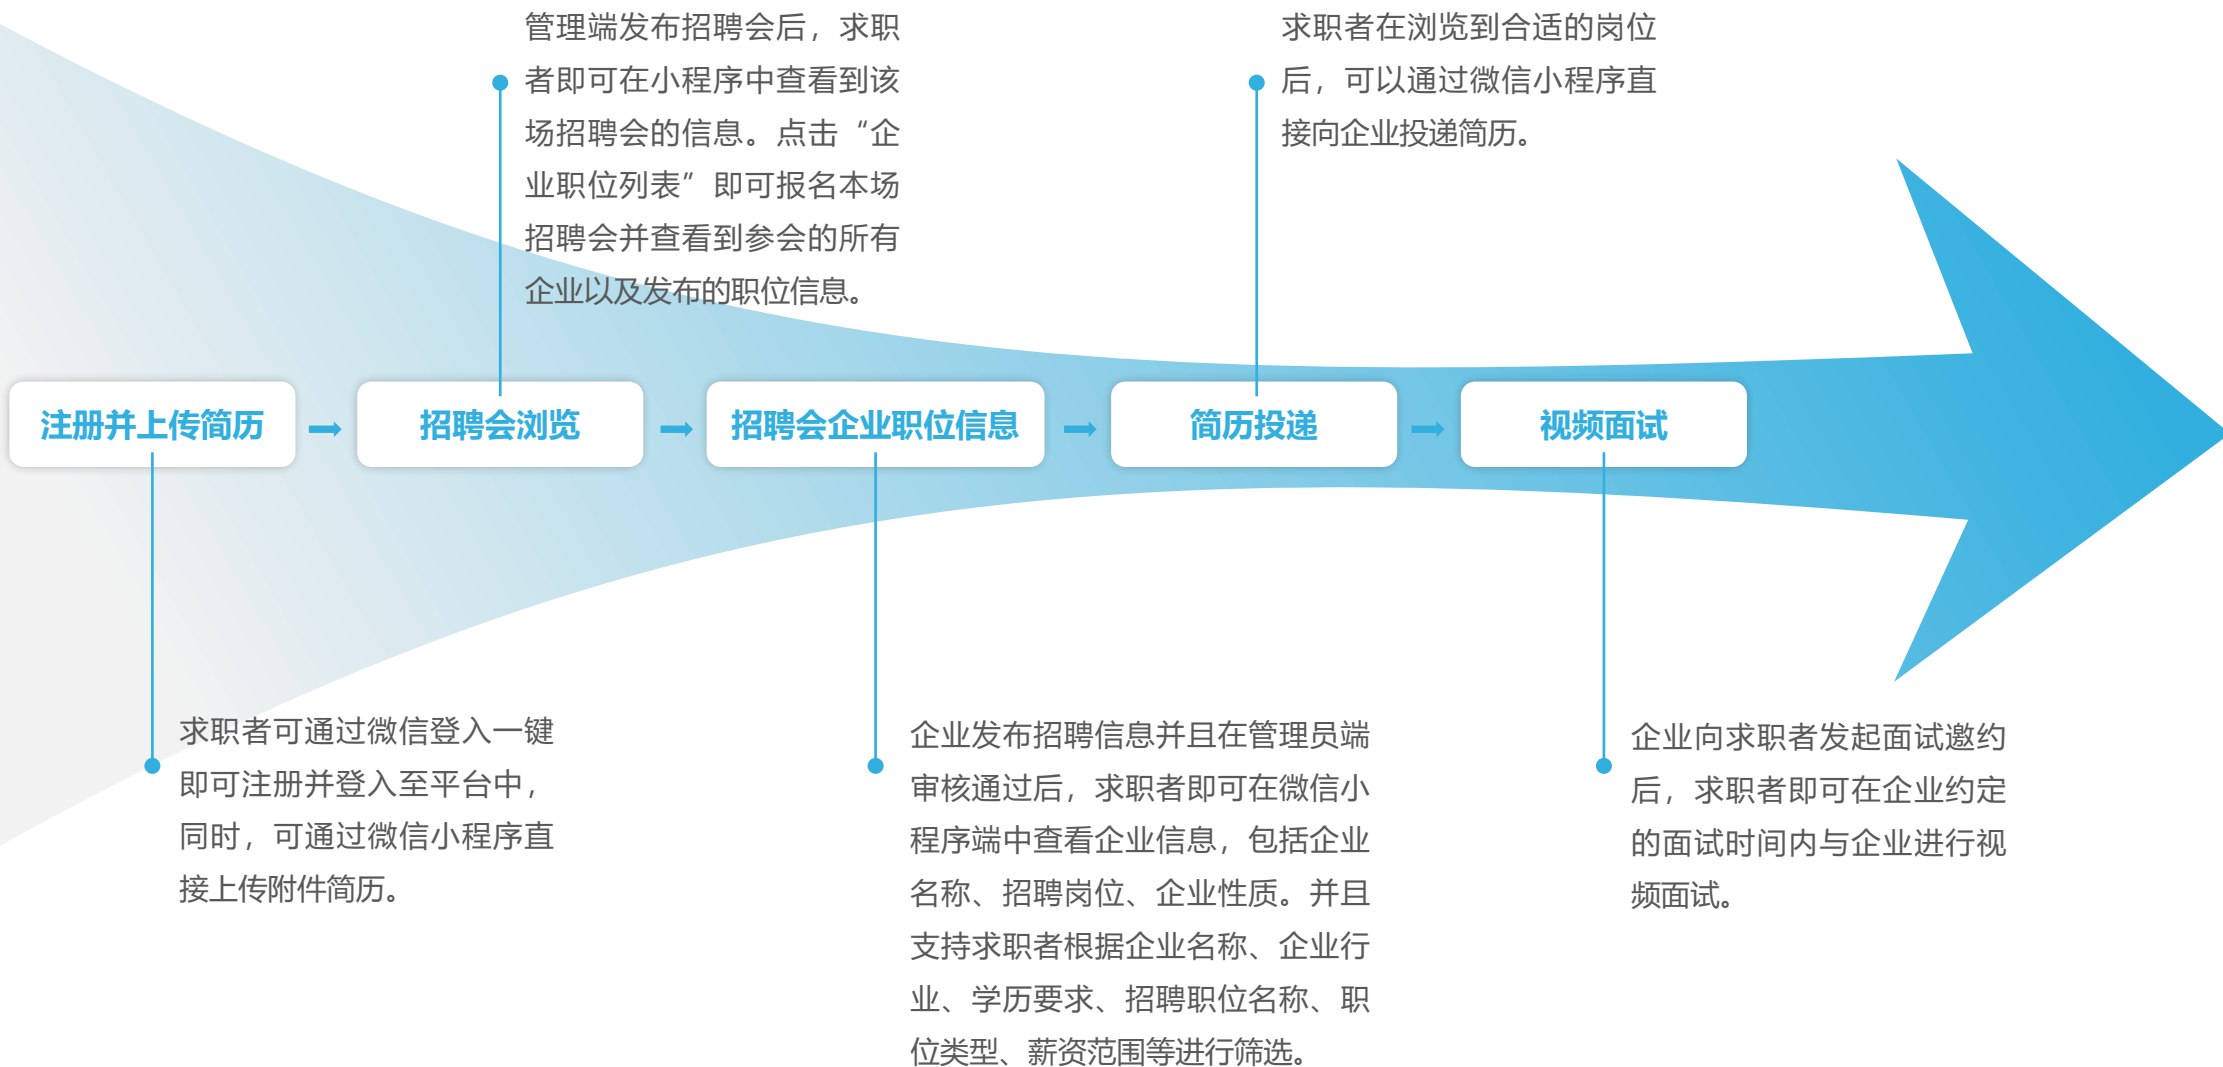 管理端发布招聘会后，求职
者即可在小程序中查看到该
场招聘会的信息。点击“企
业职位列表”即可报名本场
招聘会并查看到参会的所有
企业以及发布的职位信息。
求职者在浏览到合适的岗位
后，可以通过微信小程序直
接向企业投递简历。
注册并上传简历
招聘会浏览
招聘会企业职位信息
简历投递
视频面试
求职者可通过微信登入一键
即可注册并登入至平台中，
同时，可通过微信小程序直
接上传附件简历。
企业发布招聘信息并且在管理员端
审核通过后，求职者即可在微信小
程序端中查看企业信息，包括企业
名称、招聘岗位、企业性质。并且
支持求职者根据企业名称、企业行
业、学历要求、招聘职位名称、职
位类型、薪资范围等进行筛选。
企业向求职者发起面试邀约
后，求职者即可在企业约定
的面试时间内与企业进行视
频面试。